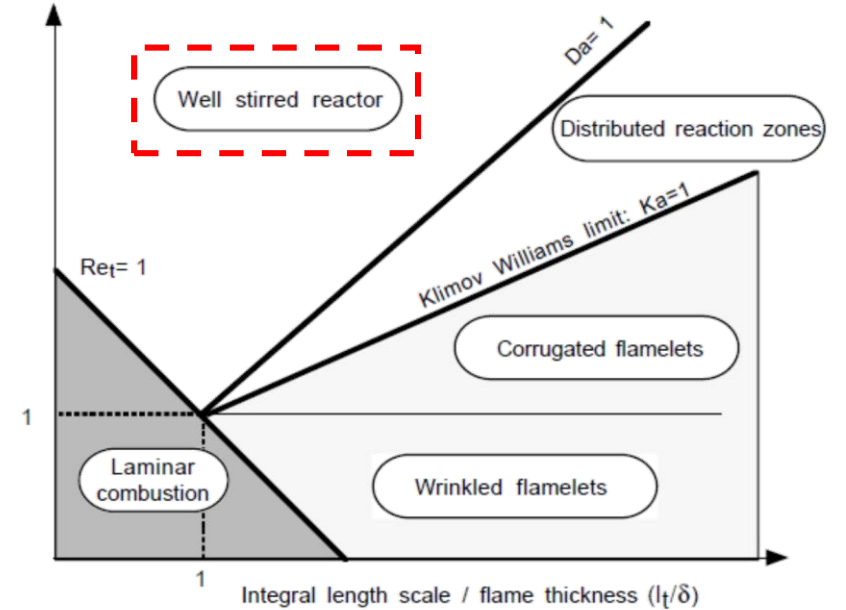 Da= 1
Well stirred reactor
Distributed reaction zones
Klimov Williams limit: Ka=1
Ret= 1
Corrugated flamelets
1
Laminar
combustion
Wrinkled flamelets
1
Integral length scale / flame thickness (lt/δ)